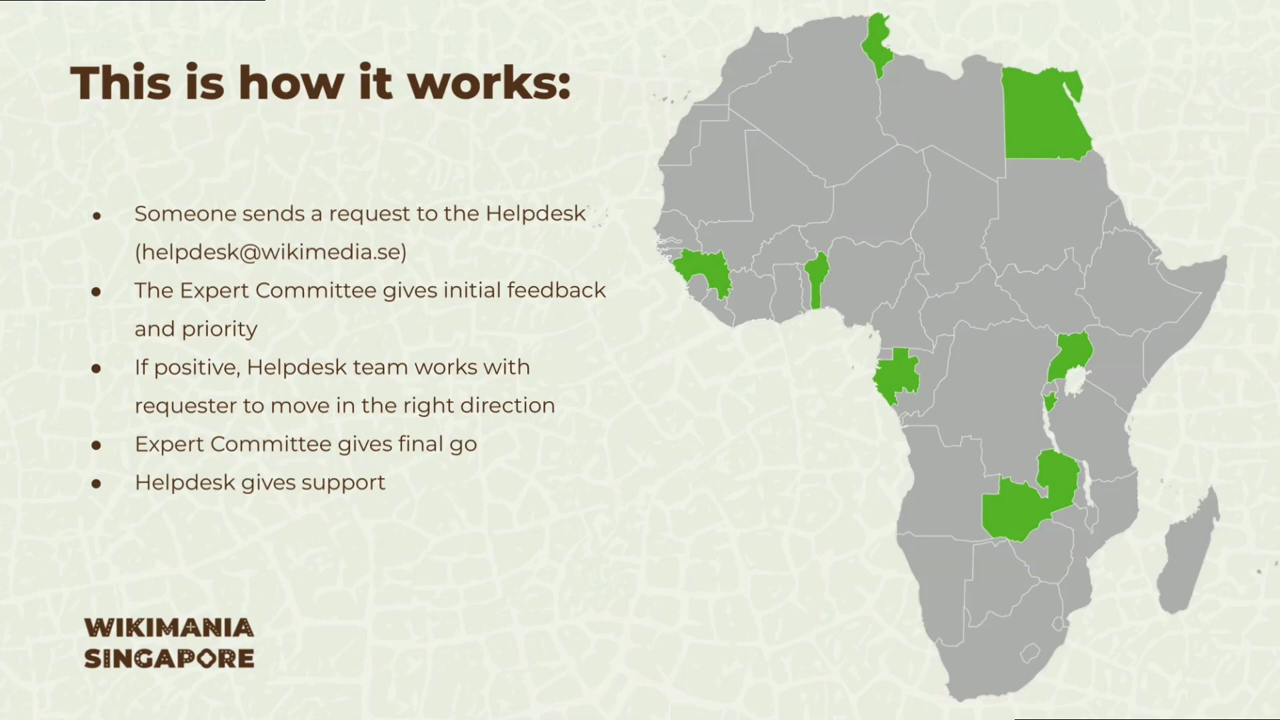 This is how it works:
● Someone sends a request to the Helpdesk
(helpdesk@wikimedia.se)
● The Expert Committee gives initial feedback
and priority
● If positive, Helpdesk team works with
requester to move in the right direction
● Expert Committee gives final go
● Helpdesk gives support
WIKIMANIA
SINGAPORE